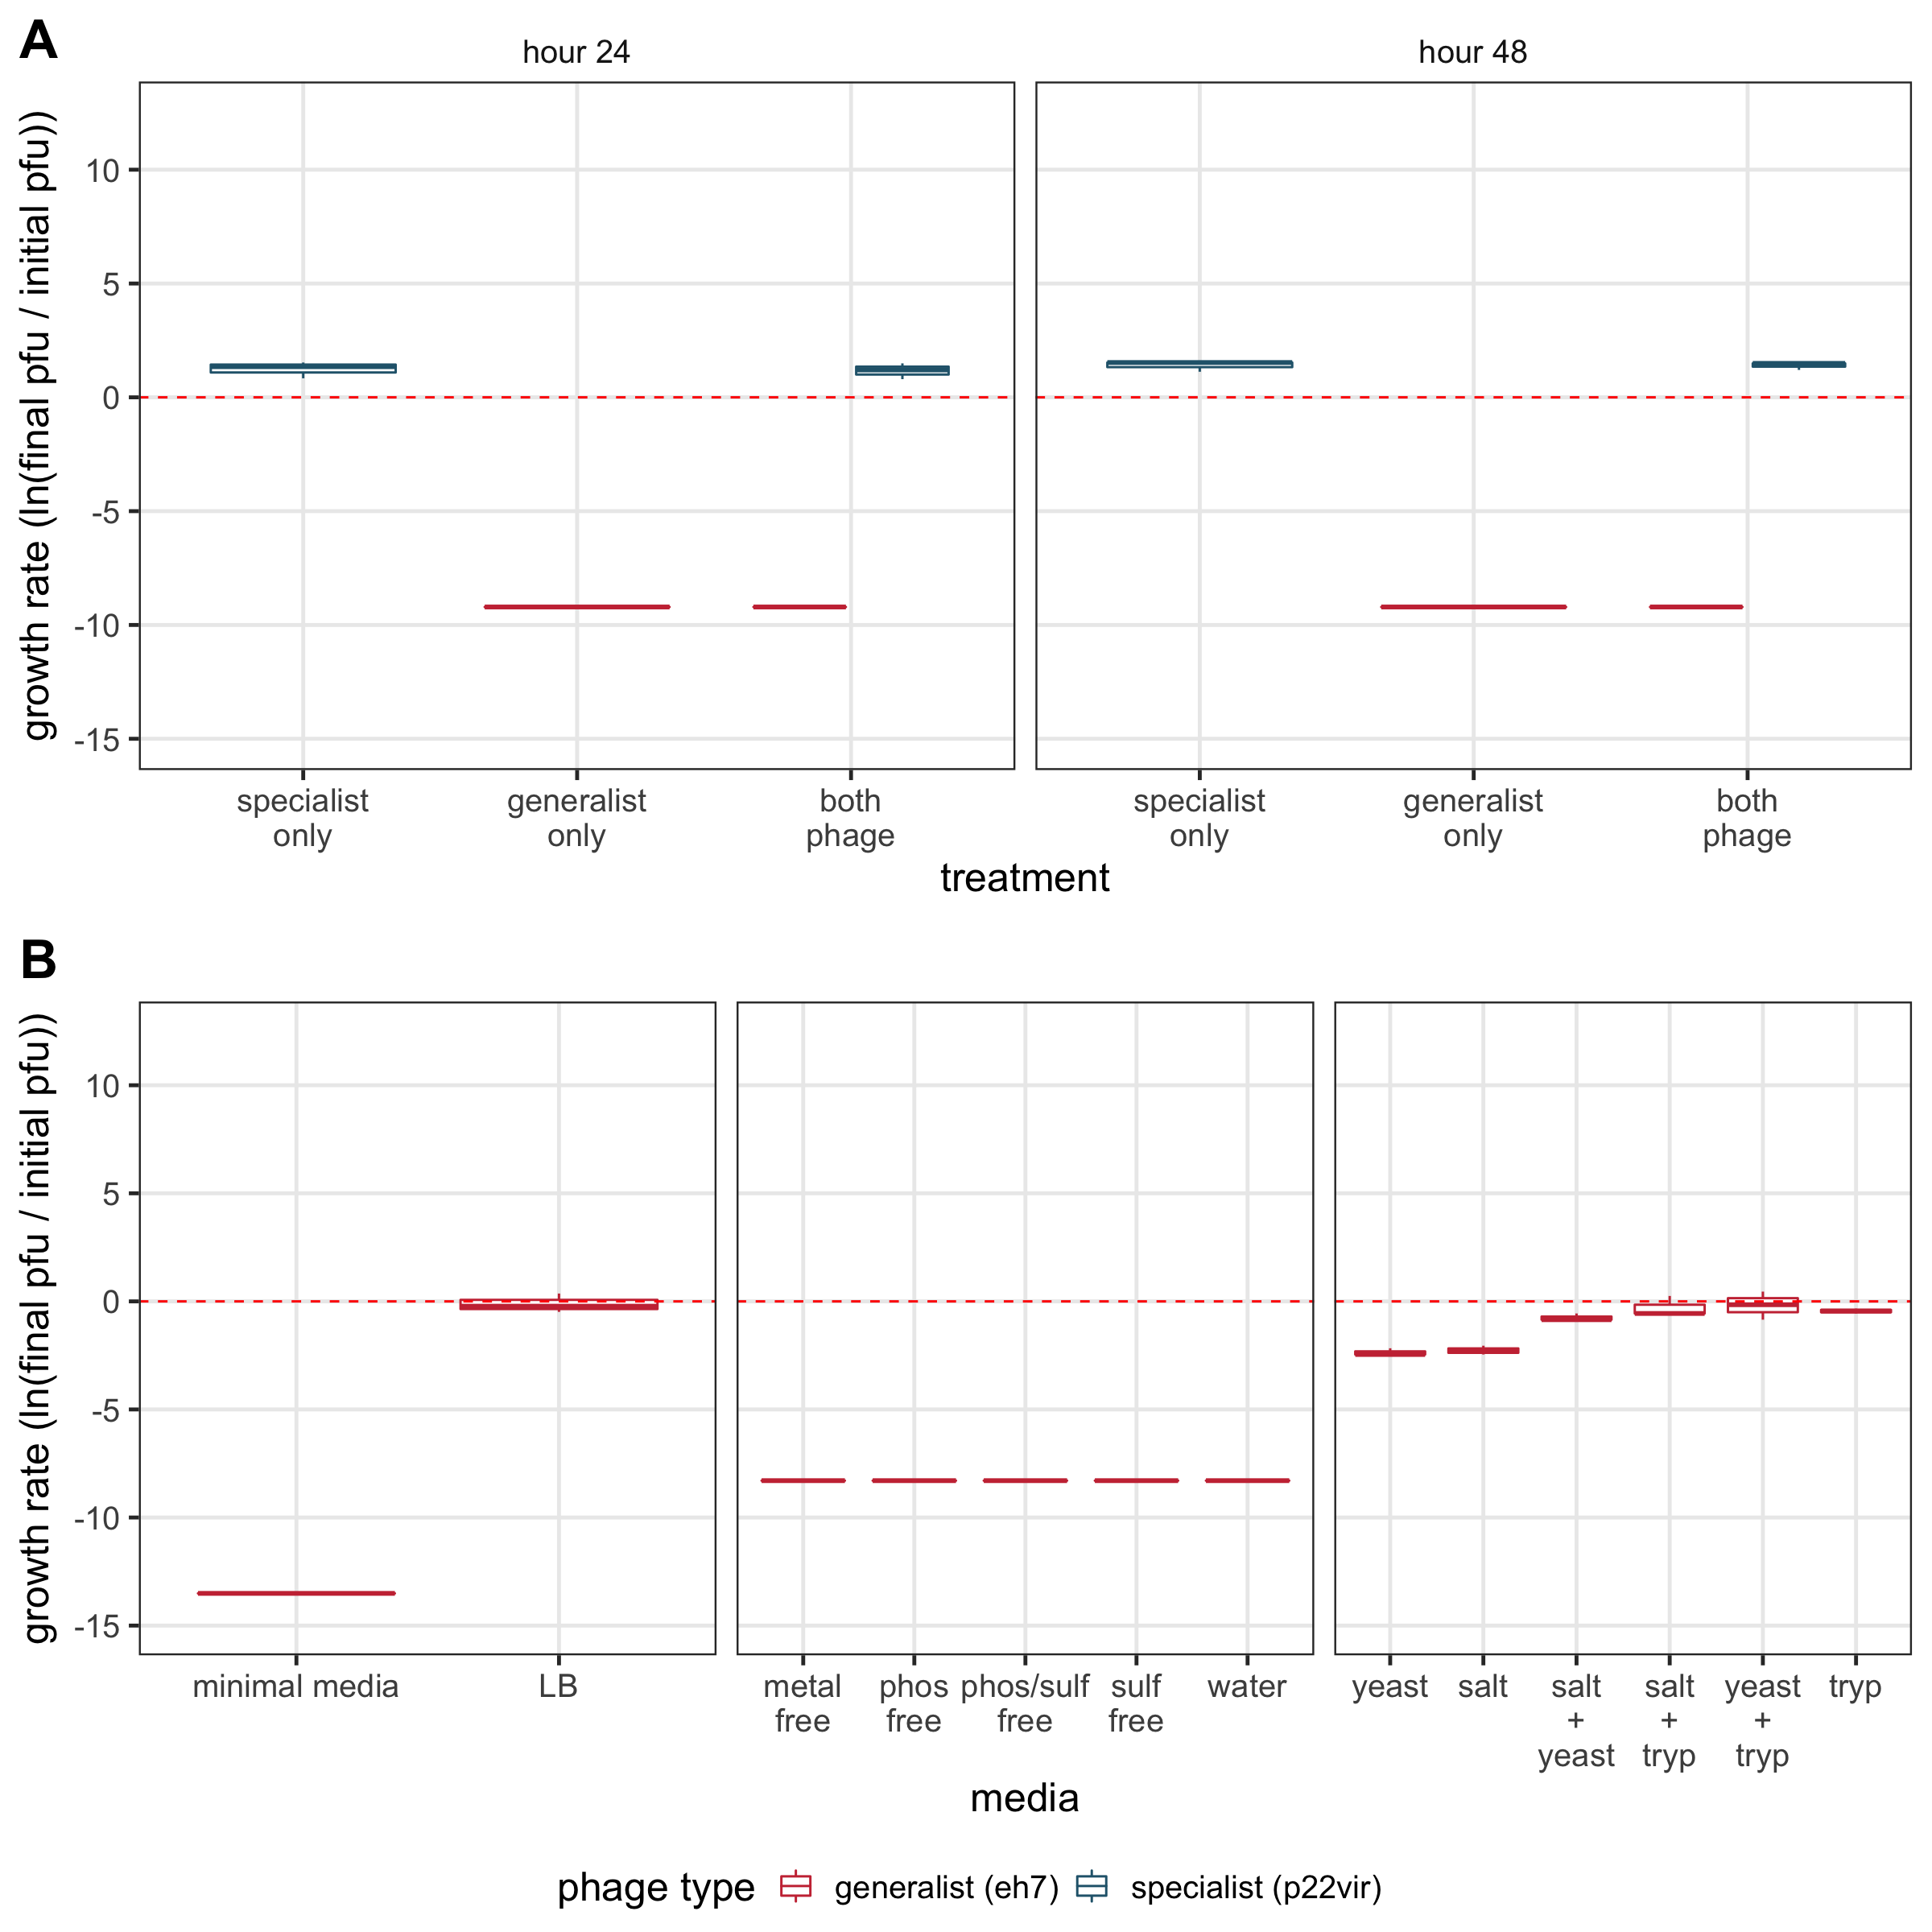 A
hour 24
hour 48
growth rate (ln(final pfu / initial pfu))
10
5
0
-5
-10
-15
specialist only
generalist only
both phage
specialist only
generalist only
both phage
treatment
B
growth rate (ln(final pfu / initial pfu))
10
5
0
-5
-10
-15
minimal media
LB
metal free
phos free
phos/sulf free
sulf free
water
yeast
salt
salt + yeast
salt + tryp
yeast + tryp
tryp
media
phage type
generalist (eh7)
specialist (p22vir)